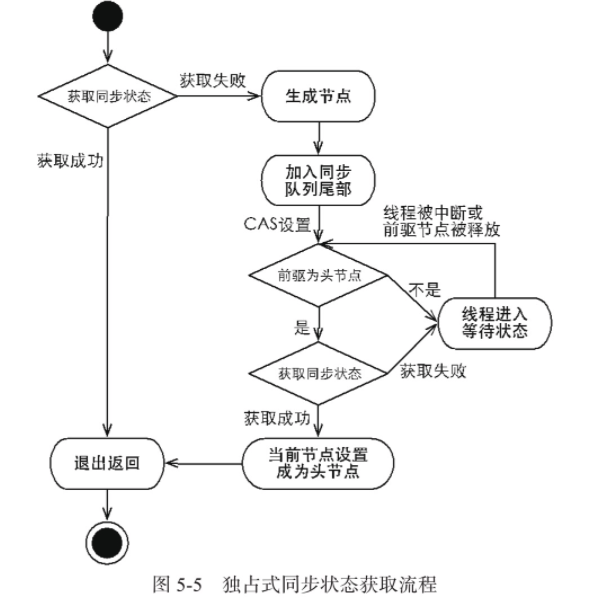 获取同步状态
获取失败
生成节点
获取成功
加入同步
队列尾部
CAS设置
线程被中断或
前驱节点被释放
前驱为头节点
不是
线程进入
等待状态
是
获取同步状态
获取失败
获取成功
退出返回
当前节点设置
成为头节点
图 5-5 独占式同步状态获取流程